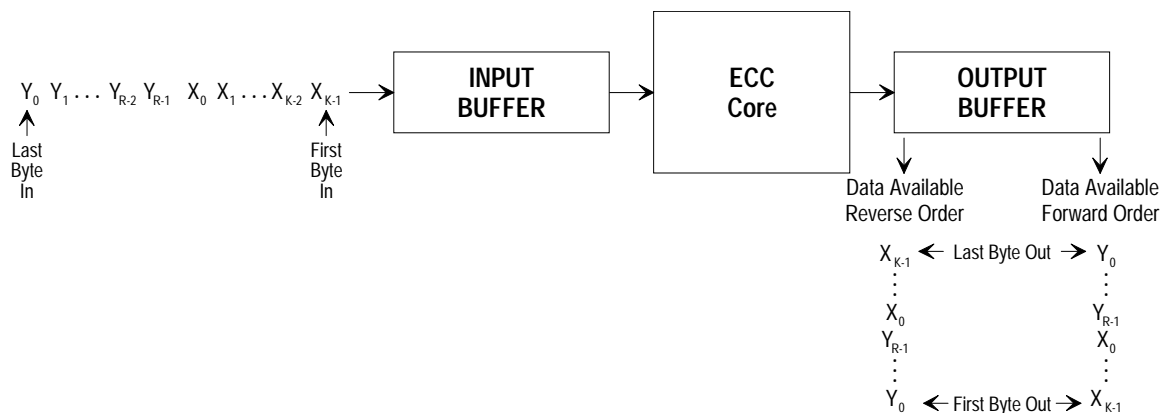 INPUT
BUFFER
ECC
Core
OUTPUT
BUFFER
Y0 Y1 ... YR-2 YR-1 X0 X1 ... XK-2 XK-1
Last
Byte
In
First
Byte
In
Data Available
Reverse Order
Data Available
Forward Order
XK-1 Last Byte Out Y0
X0 YR-1
YR-1 X0
Y0 First Byte Out XK-1